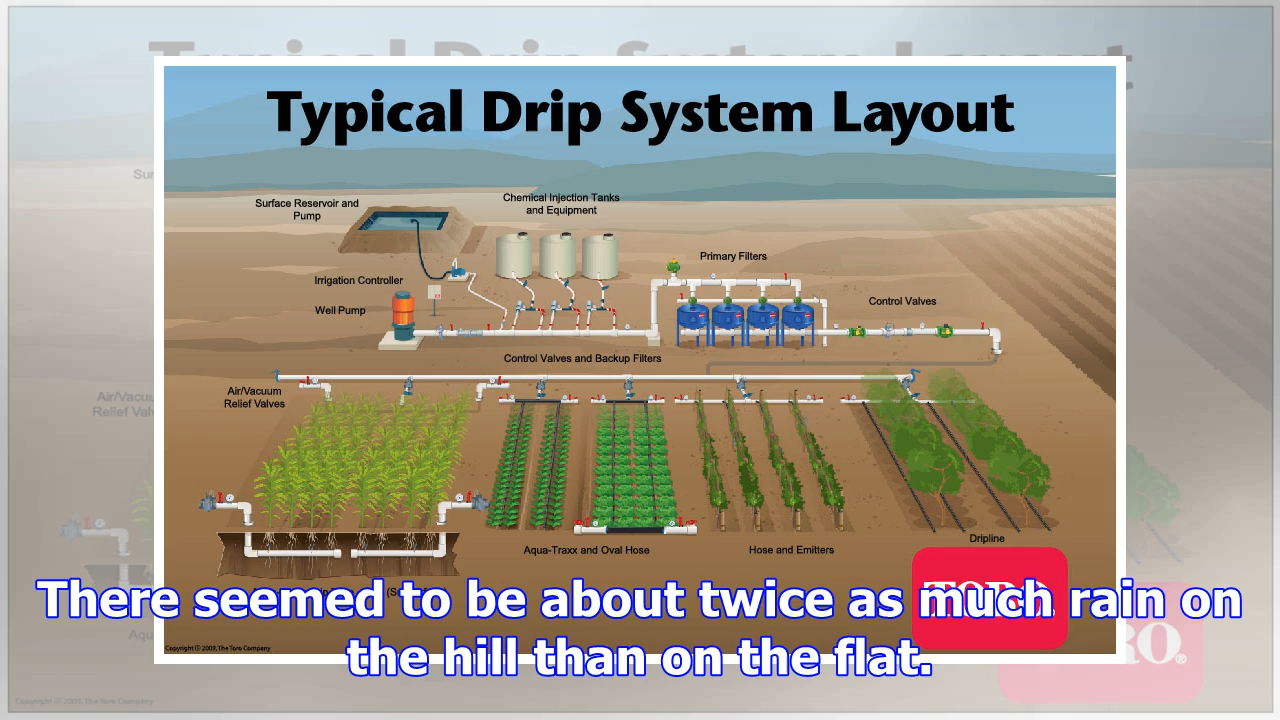 Typical Drip System Layout
Surface Reservoir and
Pump
Chemical Injection Tanks
and Equipment
Irrigation Controller
Primary Filters
Well Pump
Control Valves
Control Valves and Backup Filters
Air/Vacuum
Relief Valves
Aqua-Traxx and Oval Hose
Hose and Emitters
Dripline
TORO
There seemed to be about twice as much rain on
the hill than on the flat.
Copyright © 2009, The Toro Company